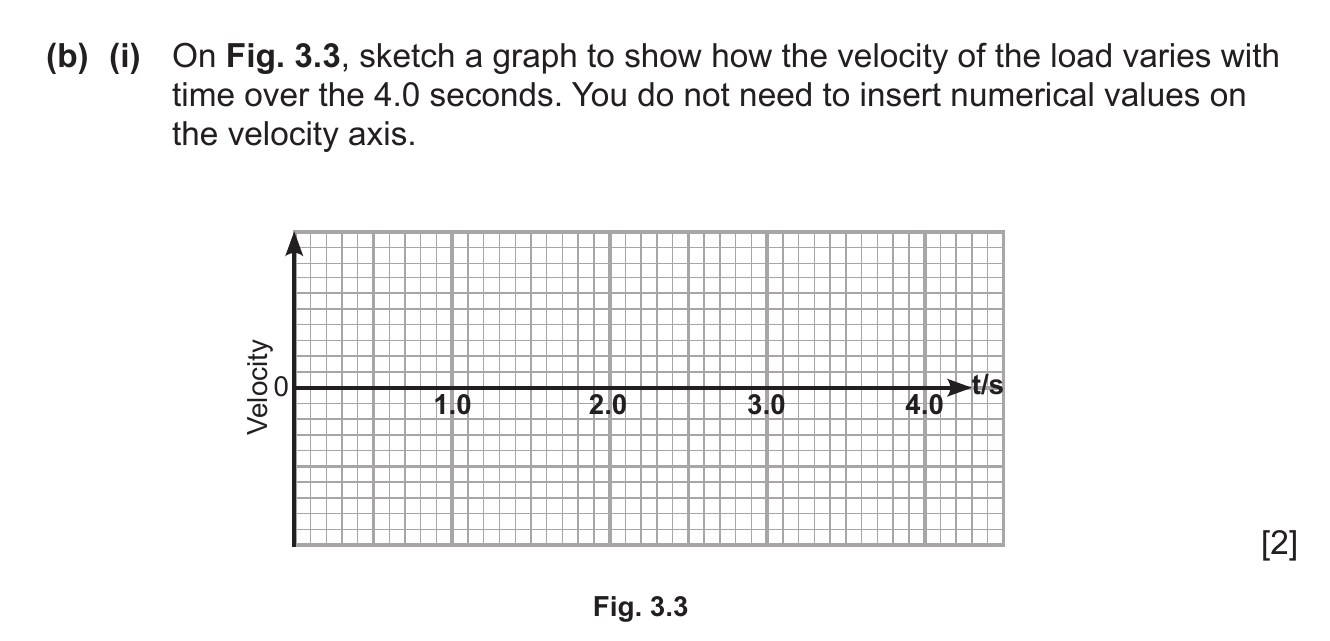 (b) (i) On Fig. 3.3, sketch a graph to show how the velocity of the load varies with
time over the 4.0 seconds. You do not need to insert numerical values on
the velocity axis.
Velocity
0
t/s
1.0 2.0 3.0 4.0
[2]
Fig. 3.3